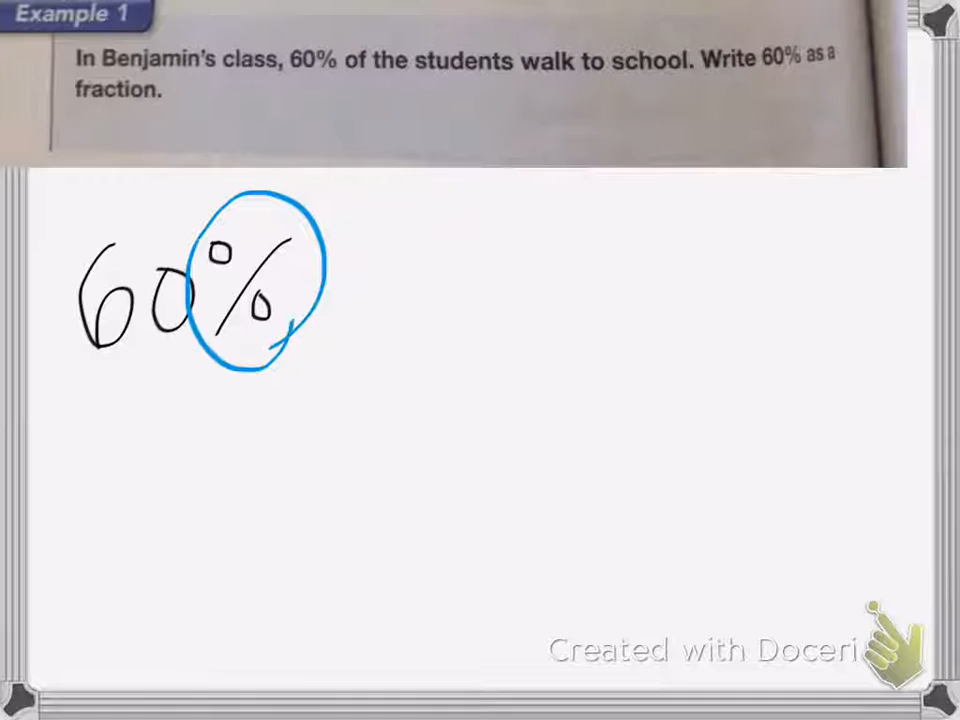 Example 1
In Benjamin's class, 60% of the students walk to school. Write 60% as a
fraction.
60%
Created with Doceri